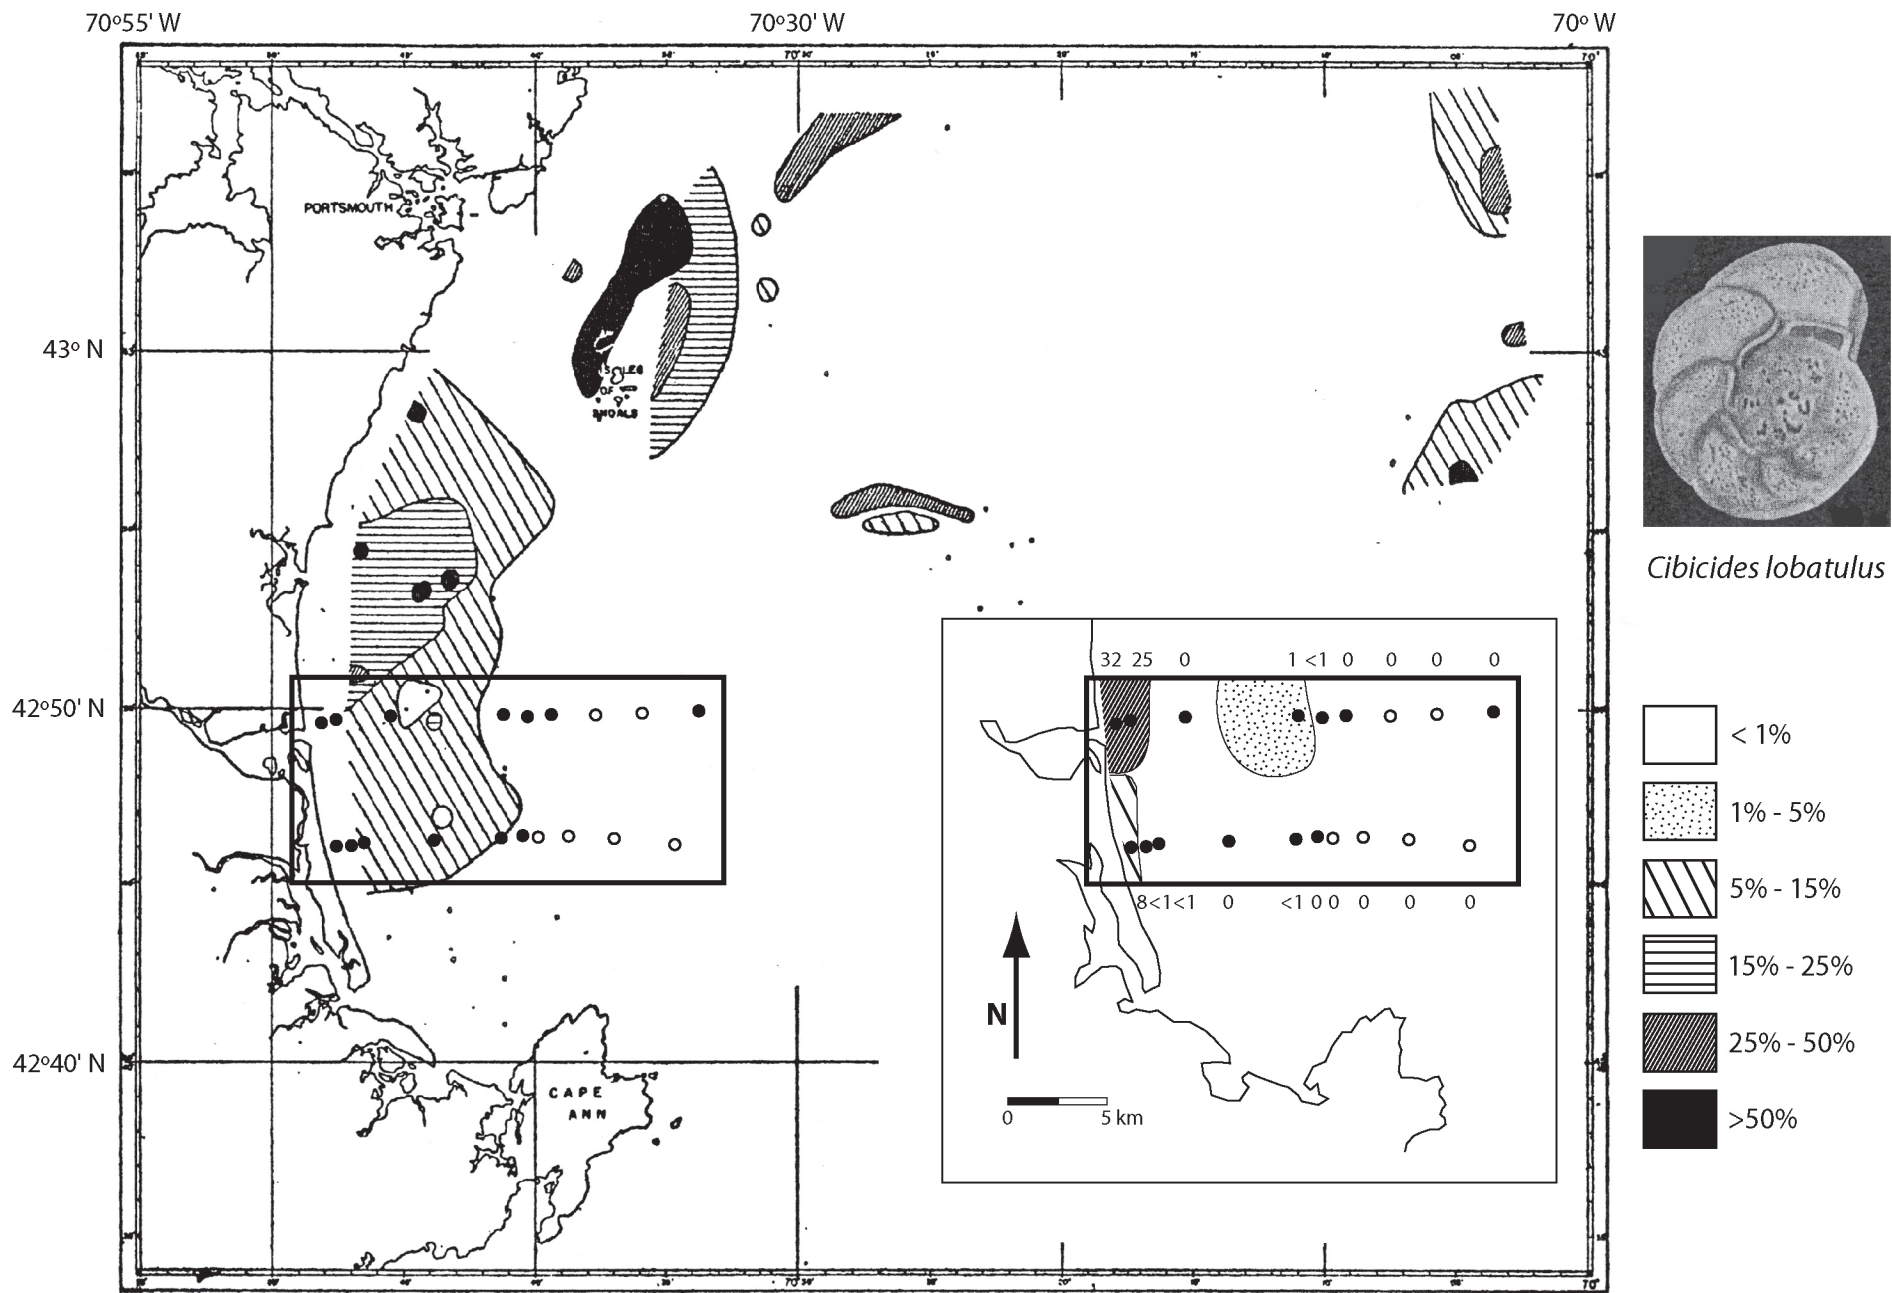 70°55' W 70°30' W 70° W
PORTSMOUTH
43° N
ISLES
OF
SHOALS
Cibicides lobatulus
32 25 0 1 <1 0 0 0 0
42°50' N
< 1%
1% - 5%
5% - 15%
8<1<1 0 <1 0 0 0 0 0
15% - 25%
N
25% - 50%
42°40' N
CAPE
ANN
0 5 km
>50%